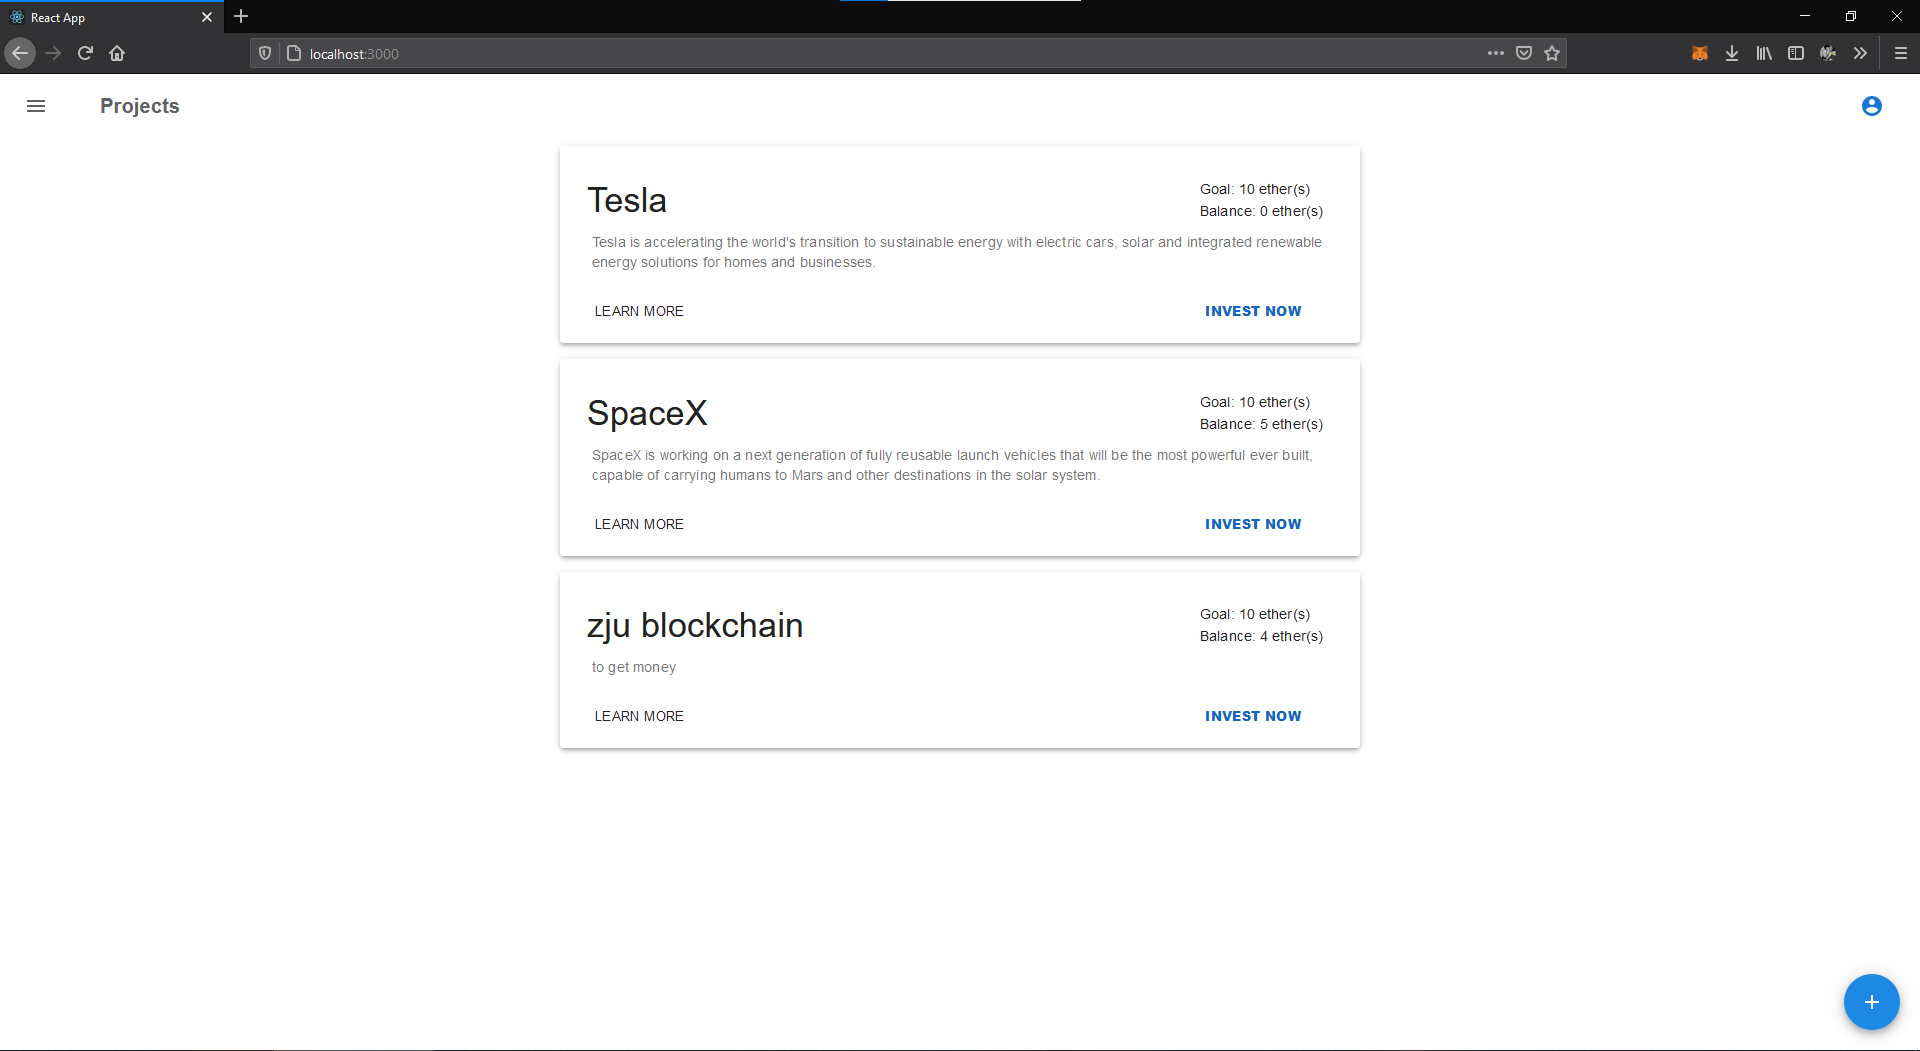 React App
localhost:3000
Projects
Tesla
Goal: 10 ether(s)
Balance: 0 ether(s)
Tesla is accelerating the world's transition to sustainable energy with electric cars, solar and integrated renewable
energy solutions for homes and businesses.
LEARN MORE
INVEST NOW
SpaceX
Goal: 10 ether(s)
Balance: 5 ether(s)
SpaceX is working on a next generation of fully reusable launch vehicles that will be the most powerful ever built,
capable of carrying humans to Mars and other destinations in the solar system.
LEARN MORE
INVEST NOW
zju blockchain
Goal: 10 ether(s)
Balance: 4 ether(s)
to get money
LEARN MORE
INVEST NOW